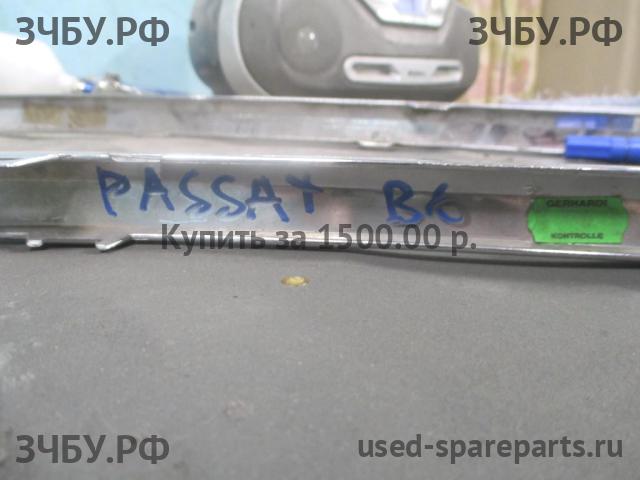 ЗЧБУ.РФ
ЗЧБУ.РФ
PASSAT B6
GERHARDI
KONTROLLE
Купить за 1500.00 р.
ЗЧБУ.РФ
used-spareparts.ru